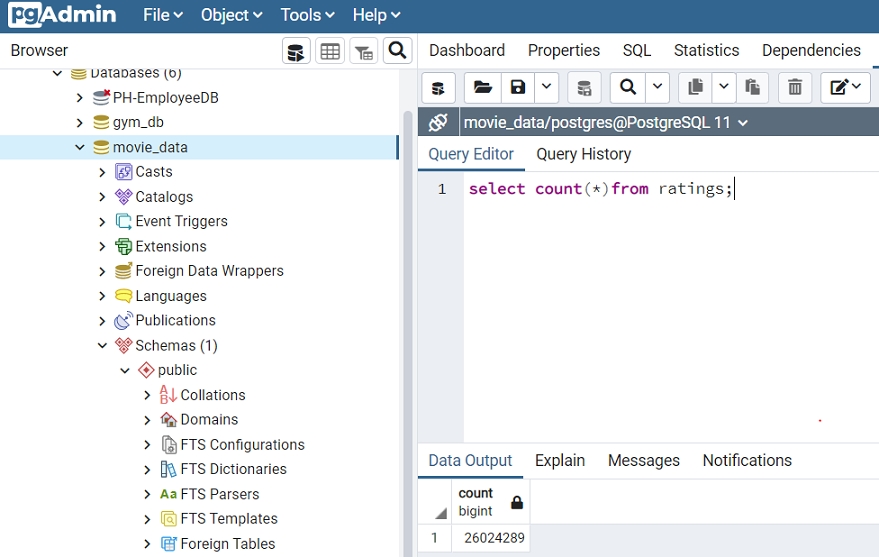 pgAdmin File Object Tools Help
Browser
Dashboard Properties SQL Statistics Dependencies
Databases (6)
PH-EmployeeDB
gym_db
movie_data
Casts
Catalogs
Event Triggers
Extensions
Foreign Data Wrappers
Languages
Publications
Schemas (1)
public
Collations
Domains
FTS Configurations
FTS Dictionaries
Aa FTS Parsers
FTS Templates
Foreign Tables
movie_data/postgres@PostgreSQL 11
Query Editor Query History
1 select count(*)from ratings;
Data Output Explain Messages Notifications
count
bigint
1 26024289